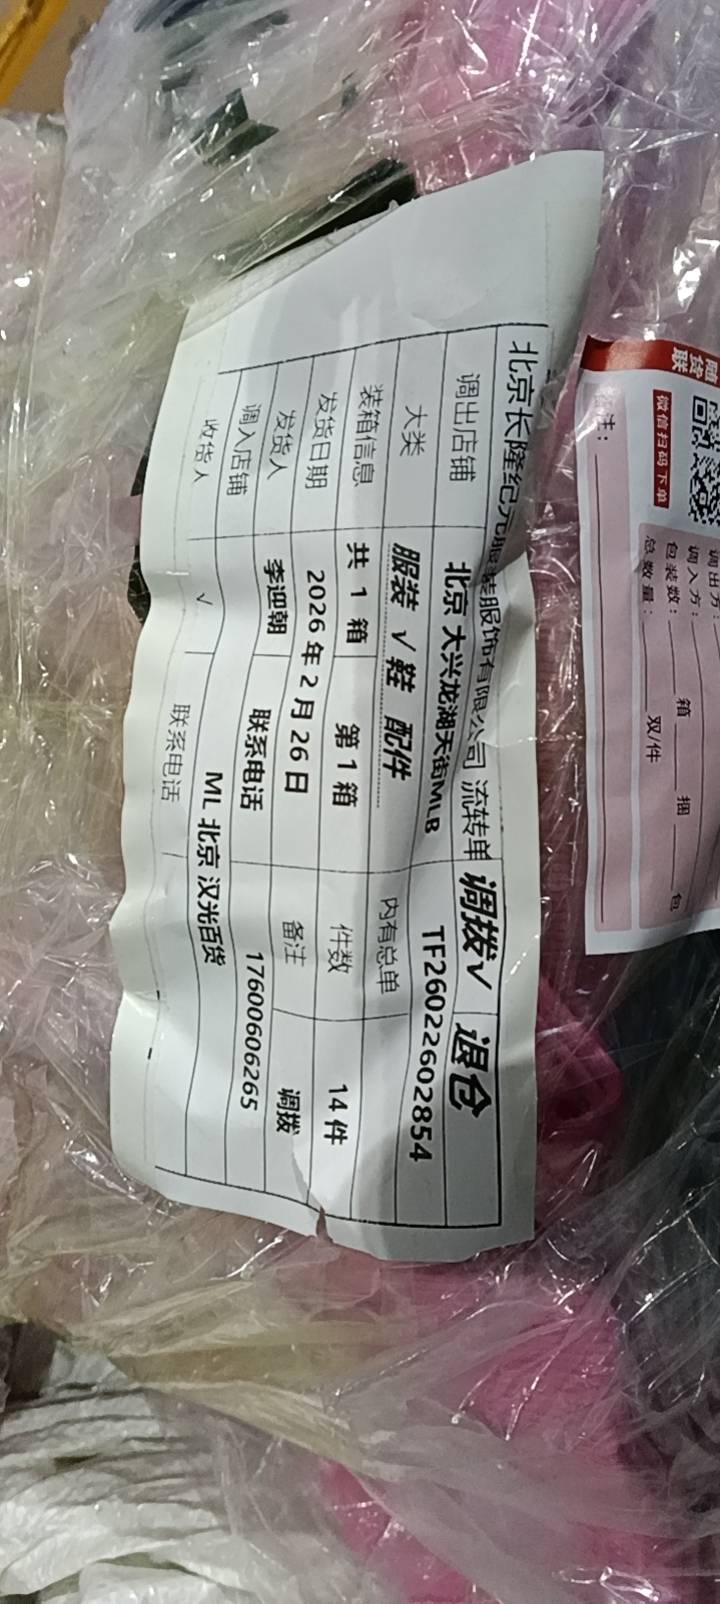 北京长隆纪元服装服饰有限公司 流转单 调拨√ 退仓
调出店铺 北京 大兴龙湖天街MLB TF26022602854
大类 服装 √ 鞋 配件 内有总单
装箱信息 共 1 箱 第 1 箱 件数 14 件
发货日期 2026 年 2 月 26 日 备注 调拨
发货人 李迎朝 联系电话 17600606265
调入店铺 ML 北京 汉光百货
收货人 √ 联系电话
随货联
微信扫码下单
调出方：
调入方：
包装数： 箱 捆 包
总数量： 双/件
注：